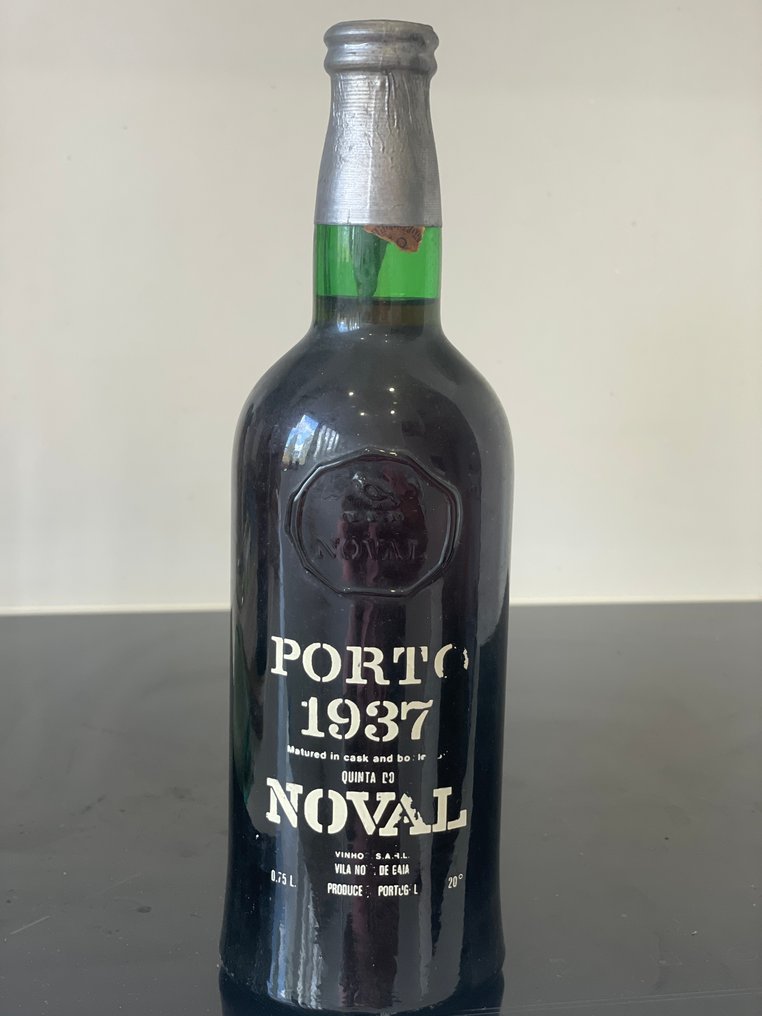 NOVAL
PORTO
1937
Matured in cask and
QUINTA DO
NOVAL
VINHO S.A.R.L.
VILA NO DE GAIA
0.75 L. PRODUCE PORTUG L 20°